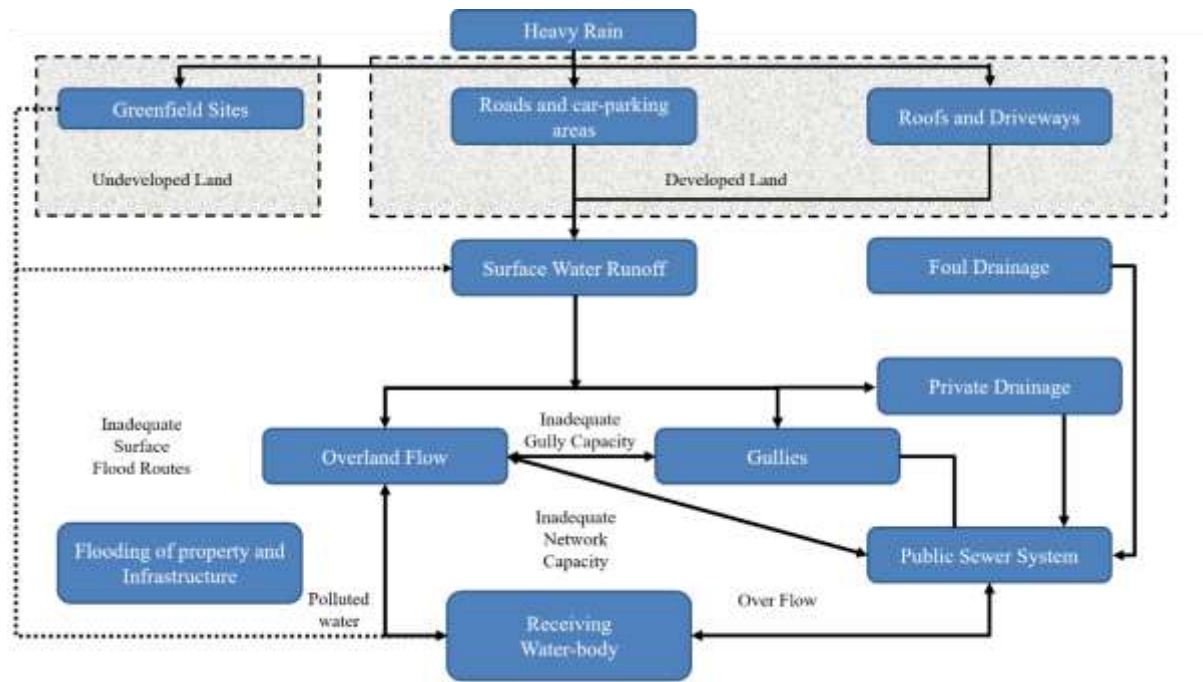 Heavy Rain
Greenfield Sites
Roads and car-parking
areas
Roofs and Driveways
Undeveloped Land
Developed Land
Surface Water Runoff
Foul Drainage
Private Drainage
Inadequate
Surface
Flood Routes
Overland Flow
Inadequate
Gully Capacity
Gullies
Inadequate
Network
Capacity
Flooding of property and
Infrastructure
Public Sewer System
Polluted
water
Receiving
Water-body
Over Flow